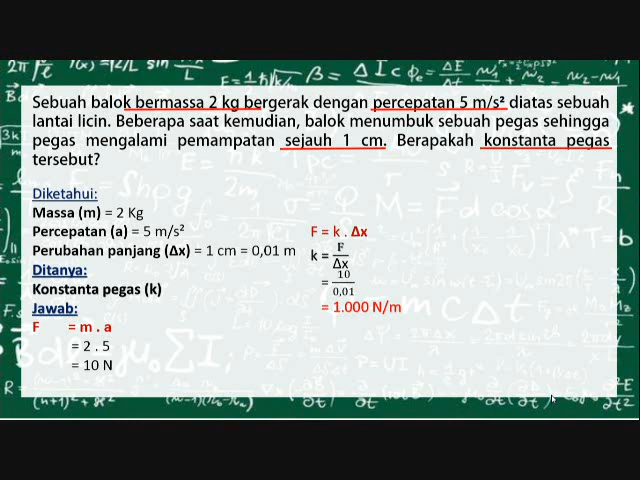 Sebuah balok bermassa 2 kg bergerak dengan percepatan 5 m/s² diatas sebuah
lantai licin. Beberapa saat kemudian, balok menumbuk sebuah pegas sehingga
pegas mengalami pemampatan sejauh 1 cm. Berapakah konstanta pegas
tersebut?
Diketahui:
Massa (m) = 2 Kg
Percepatan (a) = 5 m/s²
Perubahan panjang (Δx) = 1 cm = 0,01 m
Ditanya:
Konstanta pegas (k)
Jawab:
F = m . a
= 2 . 5
= 10 N
F = k . Δx
k = F/Δx
= 10/0,01
= 1.000 N/m